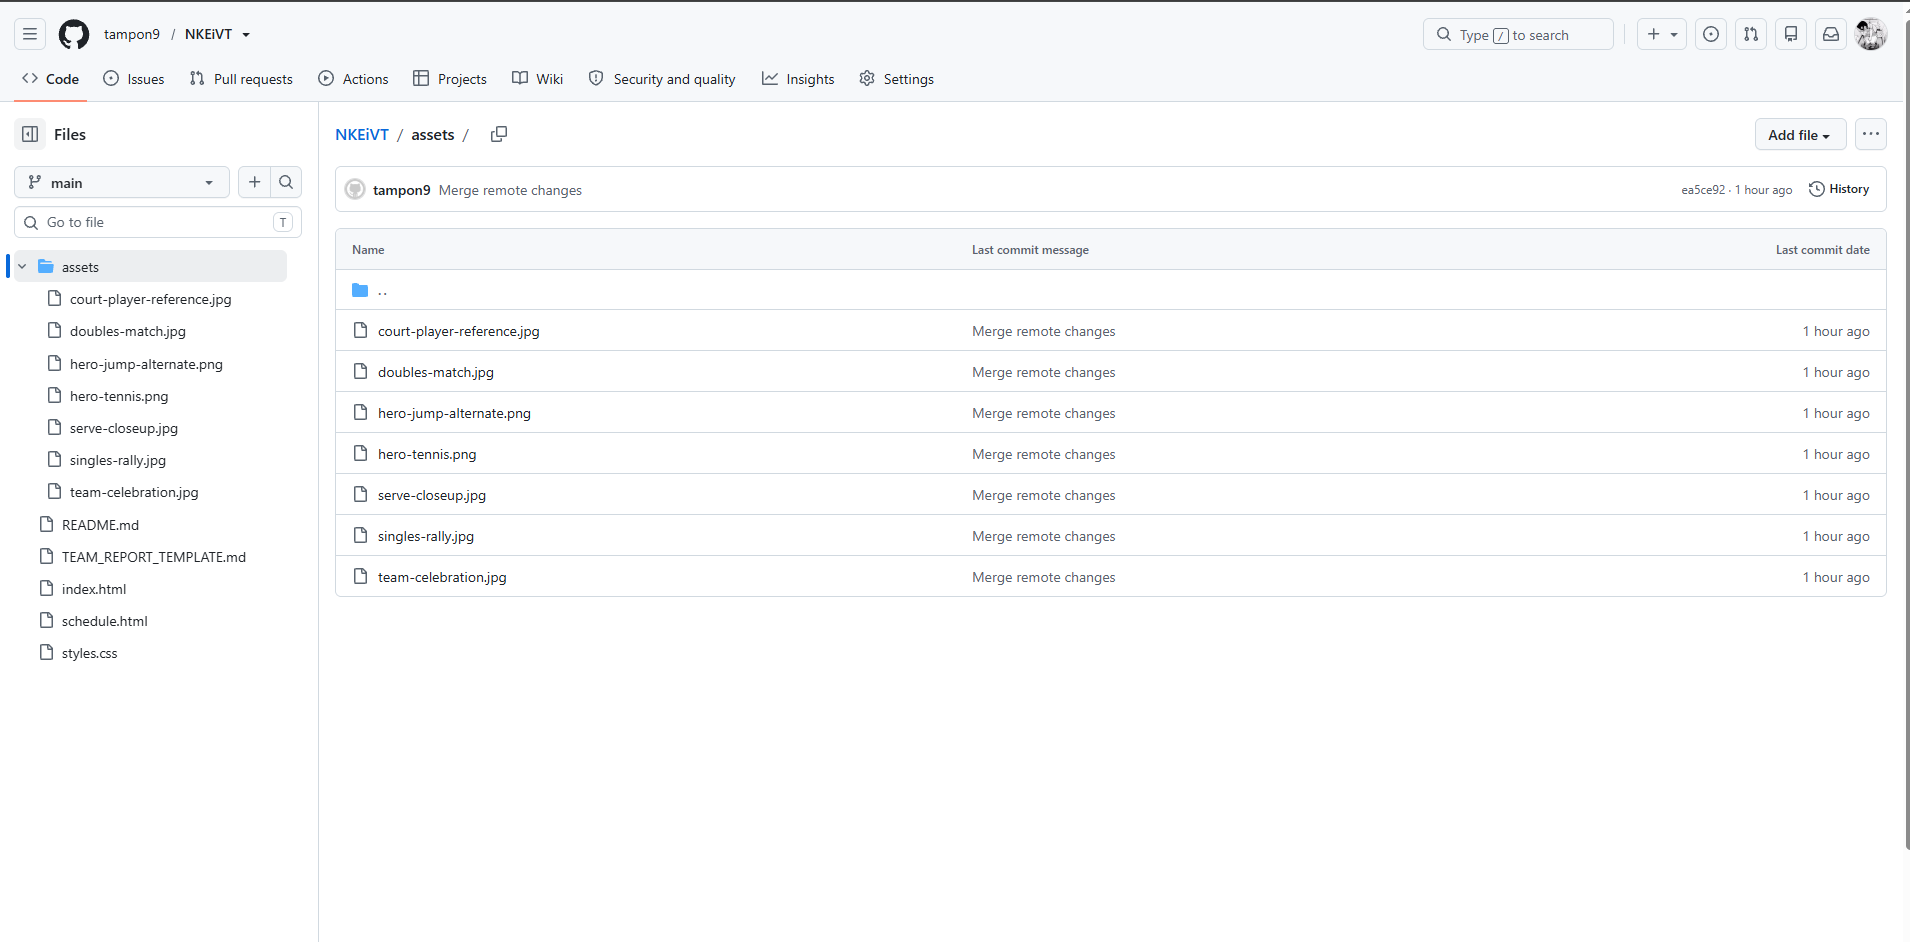 tampon9 / NKEiVT
Type / to search
Code Issues Pull requests Actions Projects Wiki Security and quality Insights Settings
Files
main
Go to file T
assets
court-player-reference.jpg
doubles-match.jpg
hero-jump-alternate.png
hero-tennis.png
serve-closeup.jpg
singles-rally.jpg
team-celebration.jpg
README.md
TEAM_REPORT_TEMPLATE.md
index.html
schedule.html
styles.css
NKEiVT / assets /
Add file
tampon9 Merge remote changes
ea5ce92 · 1 hour ago History
Name Last commit message Last commit date
..
court-player-reference.jpg Merge remote changes 1 hour ago
doubles-match.jpg Merge remote changes 1 hour ago
hero-jump-alternate.png Merge remote changes 1 hour ago
hero-tennis.png Merge remote changes 1 hour ago
serve-closeup.jpg Merge remote changes 1 hour ago
singles-rally.jpg Merge remote changes 1 hour ago
team-celebration.jpg Merge remote changes 1 hour ago